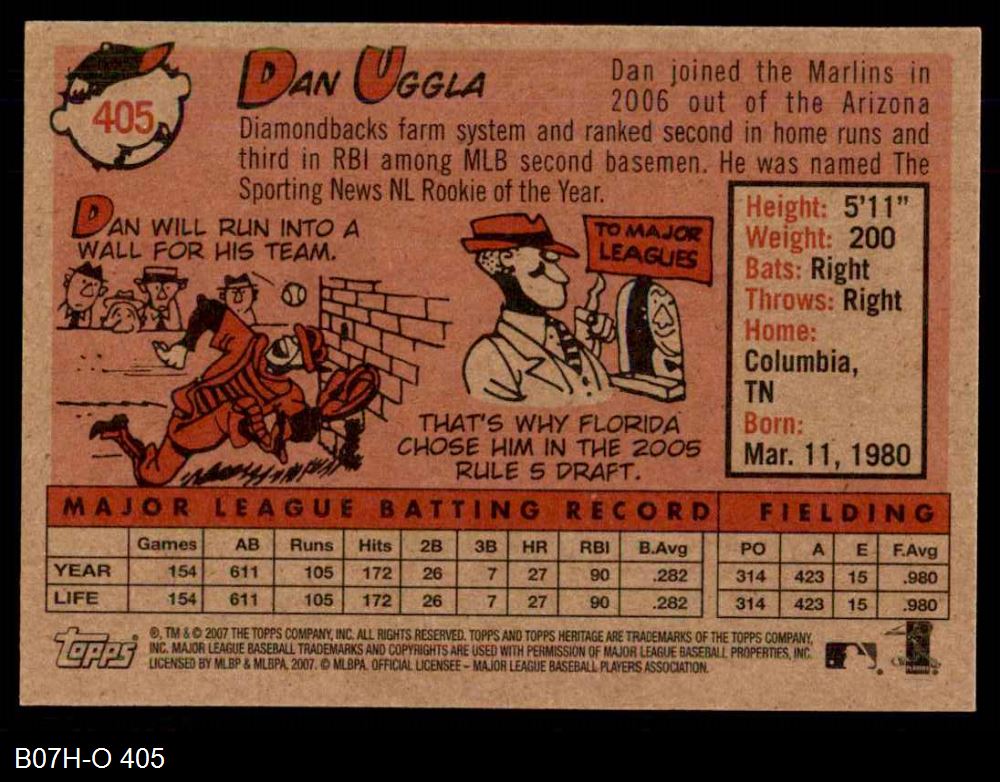 405
DAN UGGLA
Dan joined the Marlins in
2006 out of the Arizona
Diamondbacks farm system and ranked second in home runs and
third in RBI among MLB second basemen. He was named The
Sporting News NL Rookie of the Year.
DAN WILL RUN INTO A
WALL FOR HIS TEAM.
TO MAJOR
LEAGUES
THAT'S WHY FLORIDA
CHOSE HIM IN THE 2005
RULE 5 DRAFT.
Height: 5'11"
Weight: 200
Bats: Right
Throws: Right
Home:
Columbia,
TN
Born:
Mar. 11, 1980
MAJOR LEAGUE BATTING RECORD FIELDING
Games AB Runs Hits 2B 3B HR RBI B.Avg PO A E F.Avg
YEAR 154 611 105 172 26 7 27 90 .282 314 423 15 .980
LIFE 154 611 105 172 26 7 27 90 .282 314 423 15 .980
topps
®, TM & © 2007 THE TOPPS COMPANY, INC. ALL RIGHTS RESERVED. TOPPS AND TOPPS HERITAGE ARE TRADEMARKS OF THE TOPPS COMPANY,
INC. MAJOR LEAGUE BASEBALL TRADEMARKS AND COPYRIGHTS ARE USED WITH PERMISSION OF MAJOR LEAGUE BASEBALL PROPERTIES, INC.
LICENSED BY MLBP & MLBPA, 2007. © MLBPA. OFFICIAL LICENSEE – MAJOR LEAGUE BASEBALL PLAYERS ASSOCIATION.
B07H-O 405